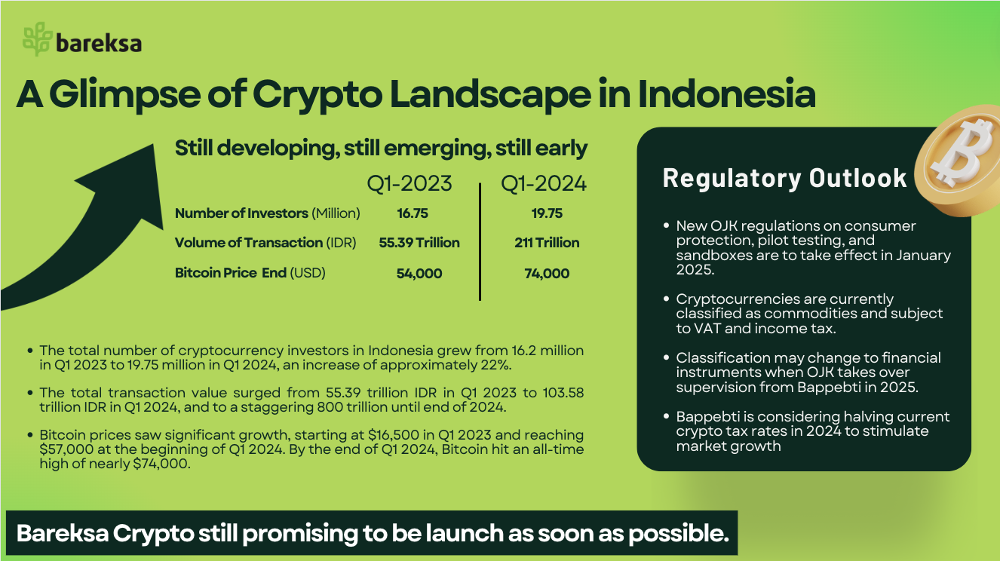 bareksa
A Glimpse of Crypto Landscape in Indonesia
Still developing, still emerging, still early
Q1-2023 Q1-2024
Number of Investors (Million) 16.75 19.75
Volume of Transaction (IDR) 55.39 Trillion 211 Trillion
Bitcoin Price End (USD) 54,000 74,000
• The total number of cryptocurrency investors in Indonesia grew from 16.2 million
in Q1 2023 to 19.75 million in Q1 2024, an increase of approximately 22%.
• The total transaction value surged from 55.39 trillion IDR in Q1 2023 to 103.58
trillion IDR in Q1 2024, and to a staggering 800 trillion until end of 2024.
• Bitcoin prices saw significant growth, starting at $16,500 in Q1 2023 and reaching
$57,000 at the beginning of Q1 2024. By the end of Q1 2024, Bitcoin hit an all-time
high of nearly $74,000.
Regulatory Outlook
• New OJK regulations on consumer
protection, pilot testing, and
sandboxes are to take effect in January
2025.
• Cryptocurrencies are currently
classified as commodities and subject
to VAT and income tax.
• Classification may change to financial
instruments when OJK takes over
supervision from Bappebti in 2025.
• Bappebti is considering halving current
crypto tax rates in 2024 to stimulate
market growth
Bareksa Crypto still promising to be launch as soon as possible.